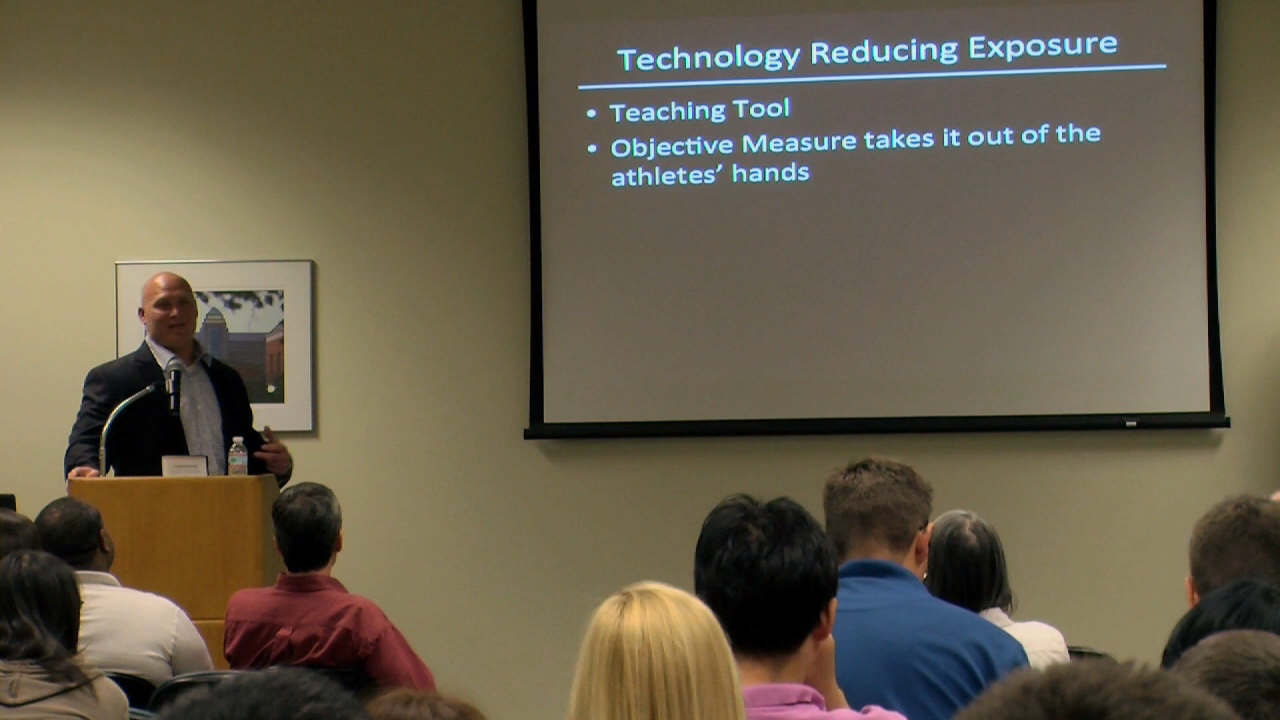 Technology Reducing Exposure
• Teaching Tool
• Objective Measure takes it out of the
athletes’ hands